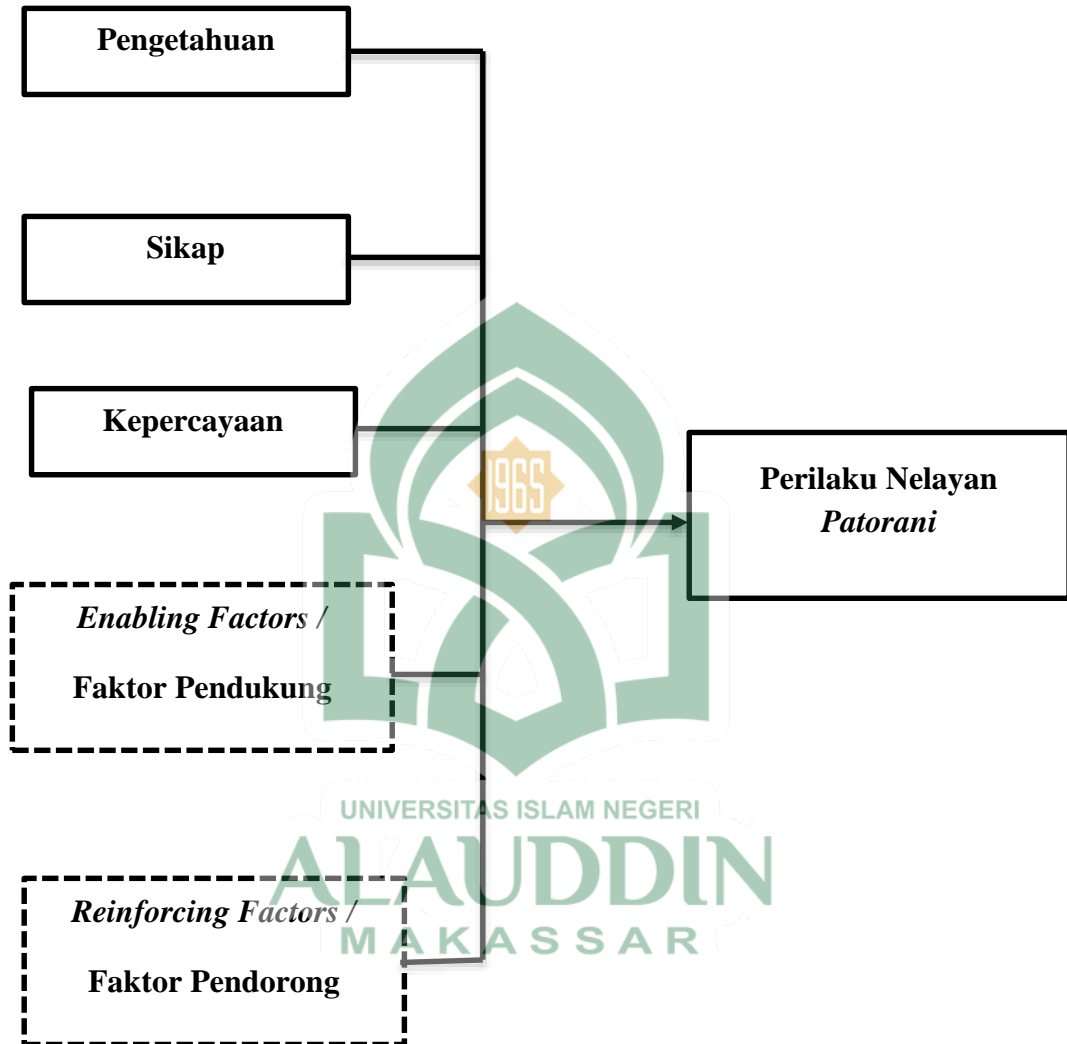 Pengetahuan
Sikap
Kepercayaan
1965
Perilaku Nelayan
Patorani
Enabling Factors /
Faktor Pendukung
UNIVERSITAS ISLAM NEGERI
ALAUDDIN
MAKASSAR
Reinforcing Factors /
Faktor Pendorong